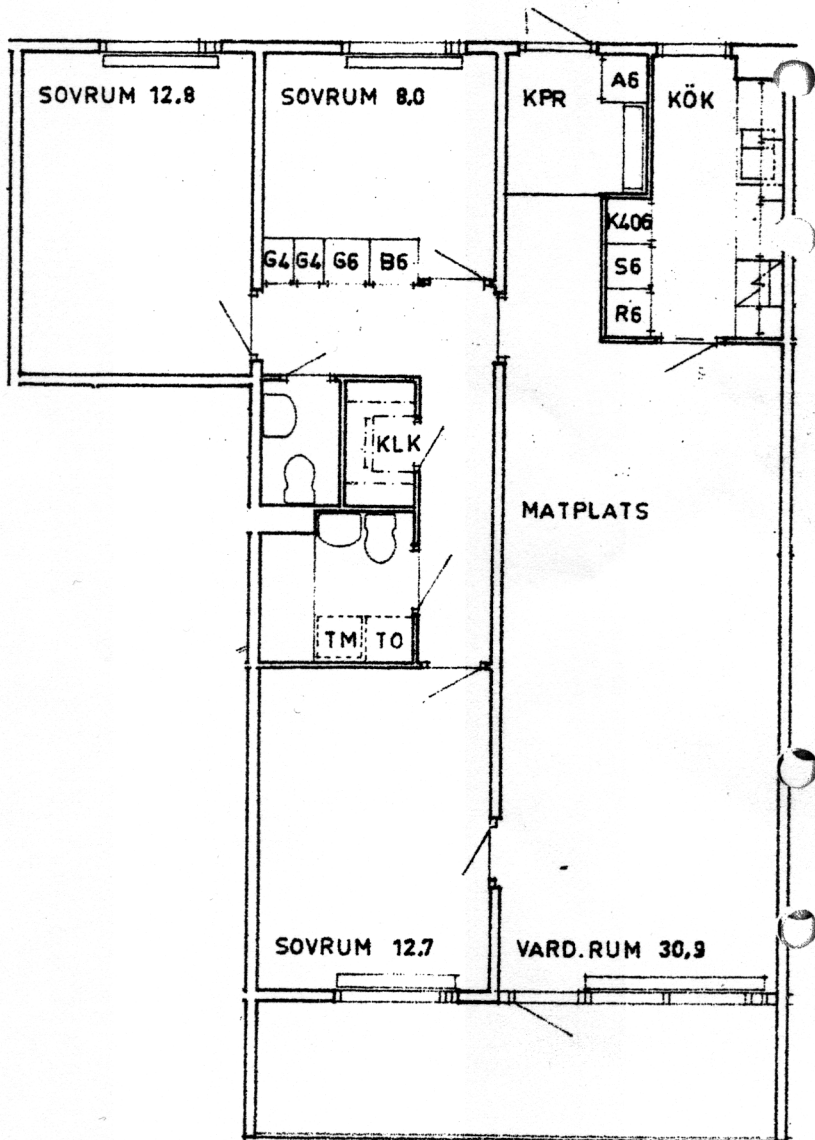 SOVRUM 12.8
SOVRUM 8,0
KPR
A6
KÖK
G4 G4 G6 B6
K406
S6
R6
KLK
MATPLATS
TM TO
SOVRUM 12.7
VARD.RUM 30,9